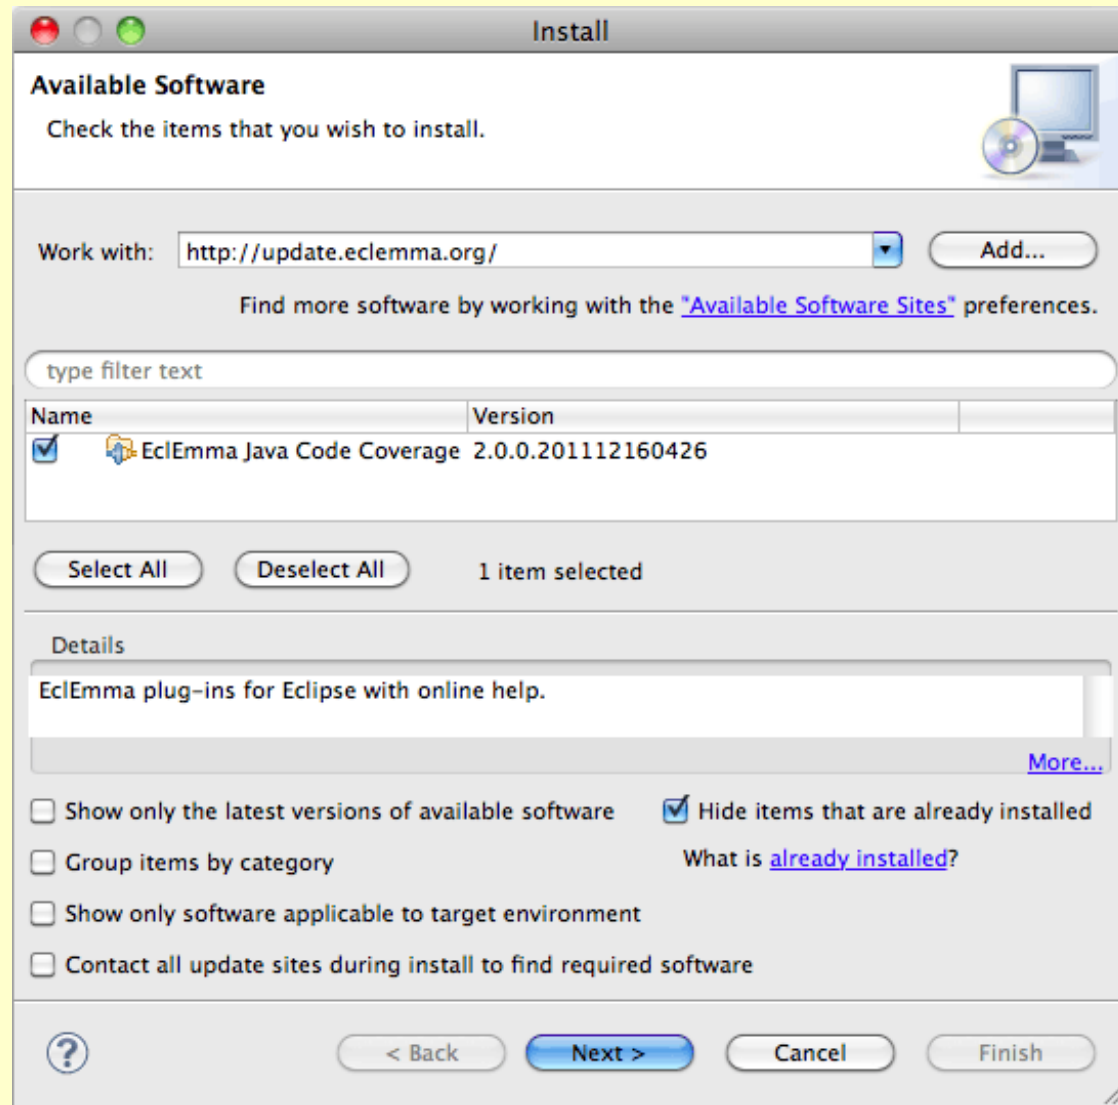 Install
Available Software
Check the items that you wish to install.
Work with: http://update.eclemma.org/ Add...
Find more software by working with the "Available Software Sites" preferences.
type filter text
Name Version
EclEmma Java Code Coverage 2.0.0.201112160426
Select All Deselect All 1 item selected
Details
EclEmma plug-ins for Eclipse with online help.
More...
Show only the latest versions of available software Hide items that are already installed
Group items by category What is already installed?
Show only software applicable to target environment
Contact all update sites during install to find required software
? < Back Next > Cancel Finish